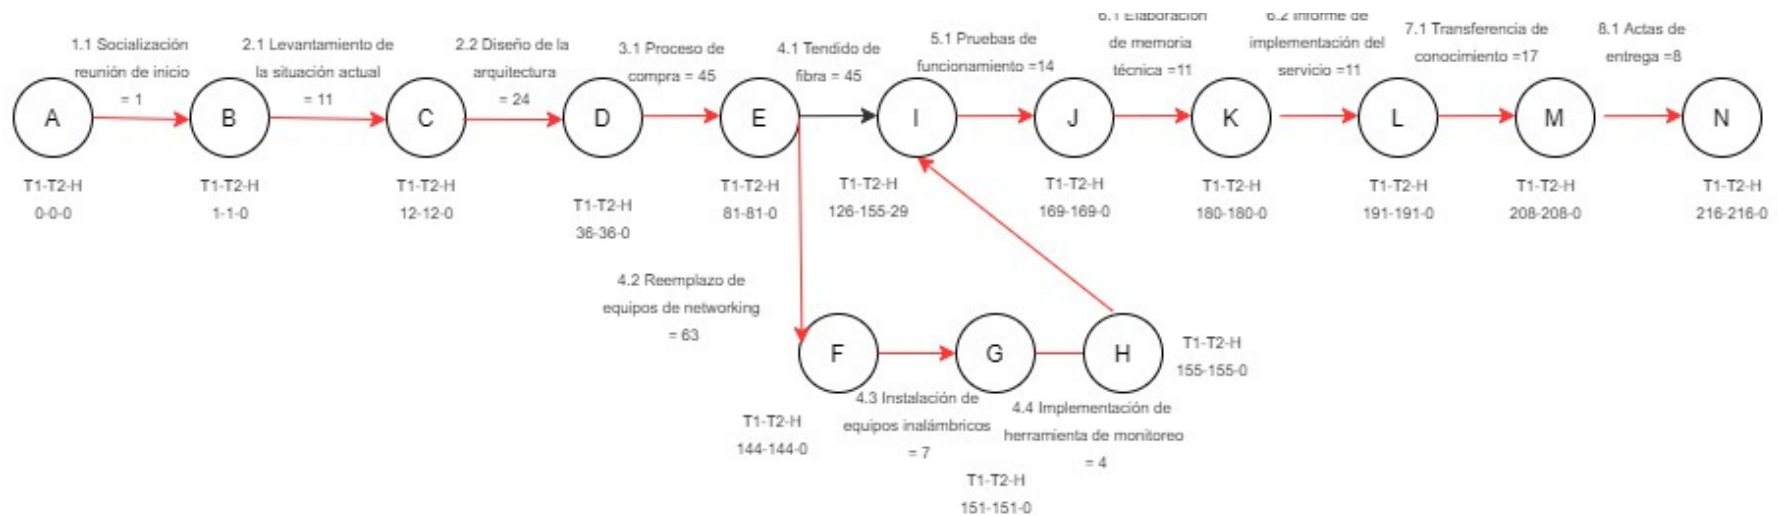 1.1 Socialización
reunión de inicio
= 1
2.1 Levantamiento de
la situación actual
= 11
2.2 Diseño de la
arquitectura
= 24
3.1 Proceso de
compra = 45
4.1 Tendido de
fibra = 45
5.1 Pruebas de
funcionamiento =14
6.1 Elaboración
de memoria
técnica =11
6.2 Informe de
implementación del
servicio =11
7.1 Transferencia de
conocimiento =17
8.1 Actas de
entrega =8
A
B
C
D
E
I
J
K
L
M
N
T1-T2-H
0-0-0
T1-T2-H
1-1-0
T1-T2-H
12-12-0
T1-T2-H
36-36-0
T1-T2-H
81-81-0
T1-T2-H
126-155-29
T1-T2-H
169-169-0
T1-T2-H
180-180-0
T1-T2-H
191-191-0
T1-T2-H
208-208-0
T1-T2-H
216-216-0
4.2 Reemplazo de
equipos de networking
= 63
F
G
H
T1-T2-H
155-155-0
T1-T2-H
144-144-0
4.3 Instalación de
equipos inalámbricos
= 7
4.4 Implementación de
herramienta de monitoreo
= 4
T1-T2-H
151-151-0